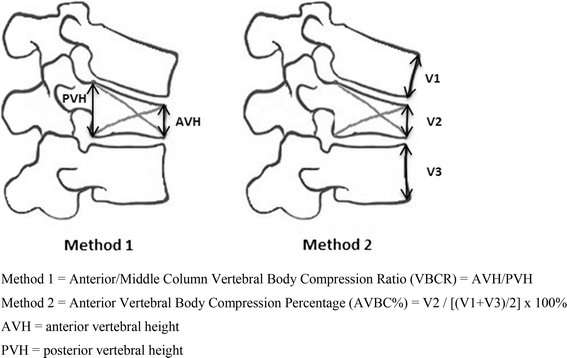 PVH
AVH
V1
V2
V3
Method 1
Method 2
Method 1 = Anterior/Middle Column Vertebral Body Compression Ratio (VBCR) = AVH/PVH
Method 2 = Anterior Vertebral Body Compression Percentage (AVBC%) = V2 / [(V1+V3)/2] x 100%
AVH = anterior vertebral height
PVH = posterior vertebral height